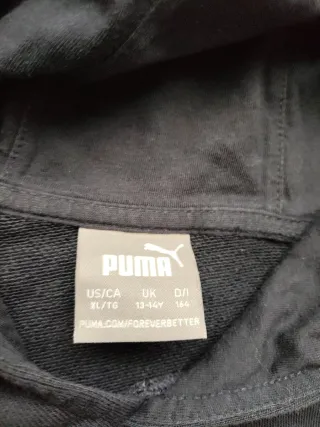 PUMA
US/CA UK D/I
XL/TG 13-14Y 164
PUMA.COM/FOREVERBETTER